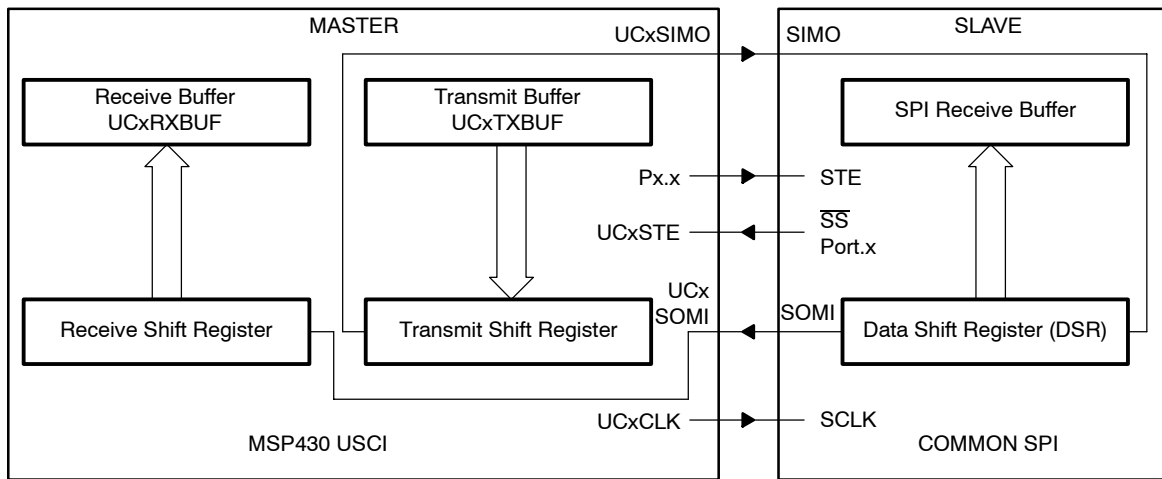 MASTER
UCxSIMO
SIMO
SLAVE
Receive Buffer
UCxRXBUF
Transmit Buffer
UCxTXBUF
SPI Receive Buffer
Px.x
STE
UCxSTE
SS
Port.x
UCx
SOMI
SOMI
Receive Shift Register
Transmit Shift Register
Data Shift Register (DSR)
UCxCLK
SCLK
MSP430 USCI
COMMON SPI